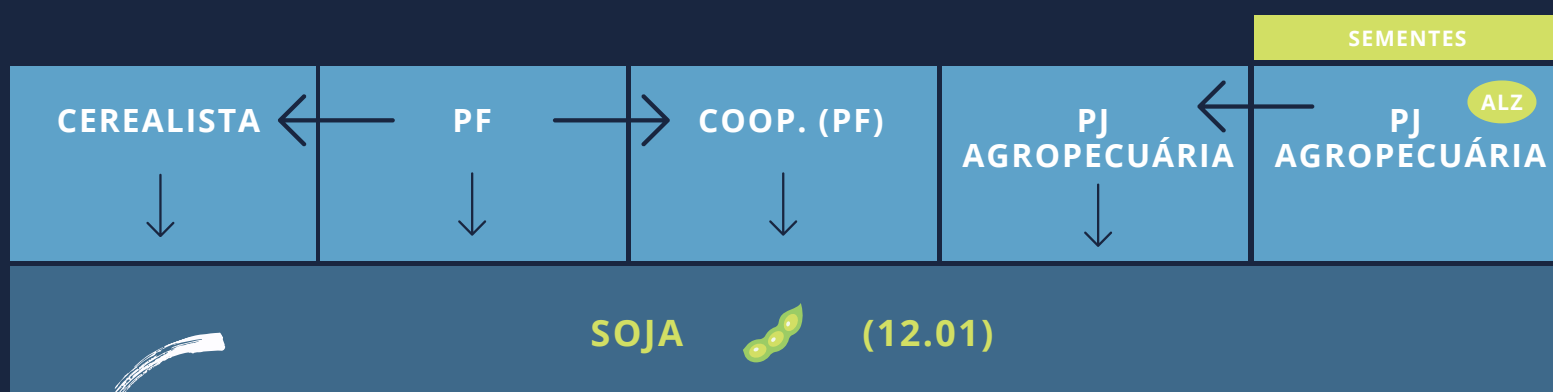 SEMENTES
CEREALISTA
PF
COOP. (PF)
PJ
AGROPECUÁRIA
PJ
AGROPECUÁRIA
ALZ
SOJA (12.01)